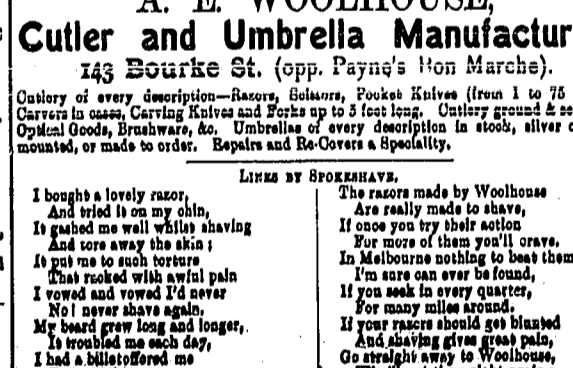 A. E. WOOLHOUSE,
Cutler and Umbrella Manufactur
143 Bourke St. (opp. Payne's Bon Marche).
Cutlery of every description—Razors, Scissors, Pocket Knives (from 1 to 75
Carvers in cases, Carving Knives and Forks up to 5 feet long. Cutlery ground & se
Optical Goods, Brushware, &c. Umbrellas of every description in stock, silver o
mounted, or made to order. Repairs and Re-Covers a Speciality.
LINES BY SPOKESHAVE.
I bought a lovely razor,
And tried it on my chin,
It gashed me well whilst shaving
And tore away the skin;
It put me to such torture
That racked with awful pain
I vowed and vowed I'd never
No! never shave again.
My beard grew long and longer,
It troubled me each day,
I had a billet offered me
The razors made by Woolhouse
Are really made to shave,
If once you try their action
For more of them you'll crave.
In Melbourne nothing to beat them
I'm sure can ever be found,
If you seek in every quarter,
For many miles around.
If your razors should get blunted
And shaving gives great pain,
Go straight away to Woolhouse,